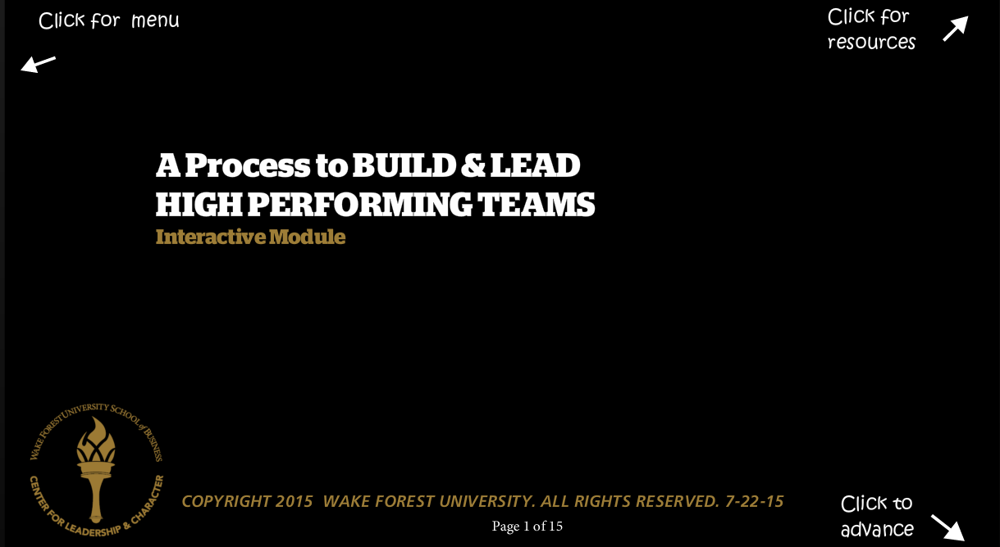 Click for menu
Click for
resources
A Process to BUILD & LEAD
HIGH PERFORMING TEAMS
Interactive Module
WAKE FOREST UNIVERSITY SCHOOL of BUSINESS
CENTER FOR LEADERSHIP & CHARACTER
COPYRIGHT 2015 WAKE FOREST UNIVERSITY. ALL RIGHTS RESERVED. 7-22-15
Page 1 of 15
Click to
advance